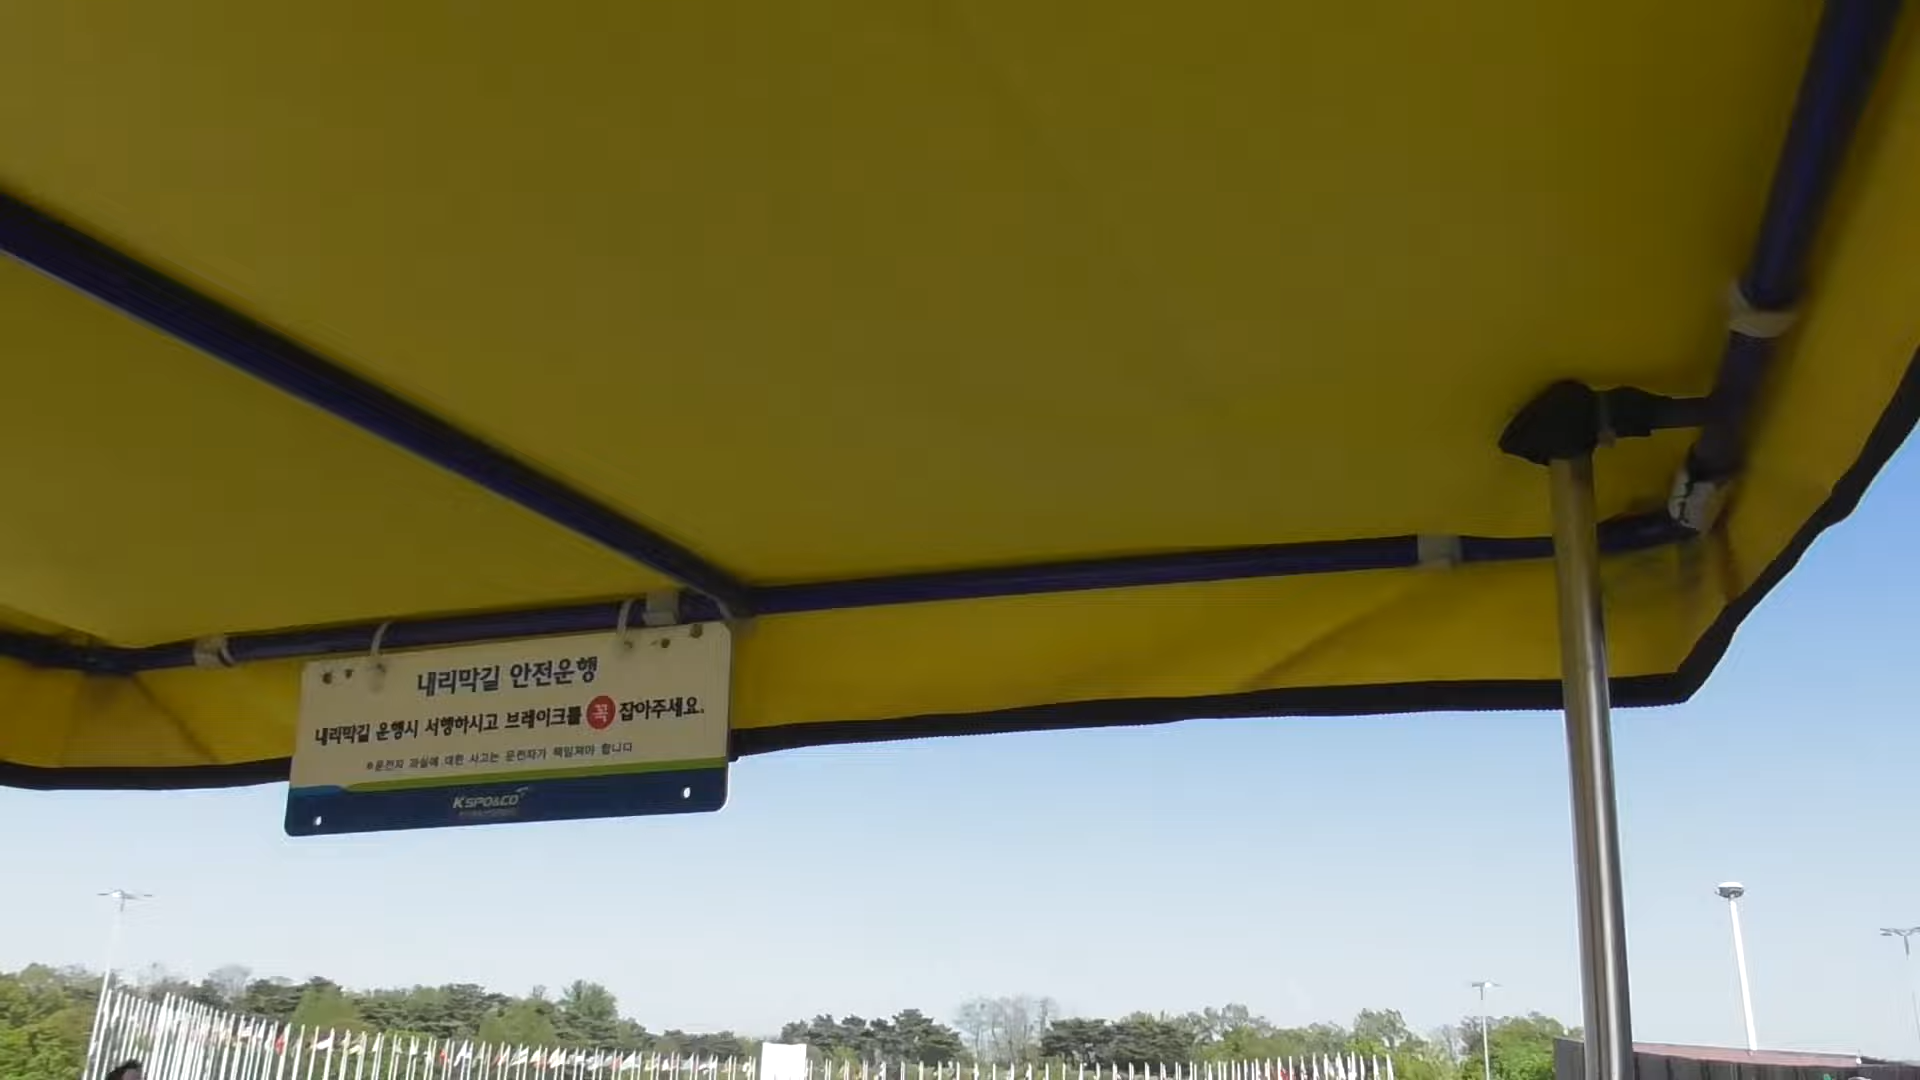 내리막길 안전운행
내리막길 운행시 서행하시고 브레이크를 꼭 잡아주세요.
※운전자 과실에 대한 사고는 운전자가 책임져야 합니다
KSPO&CO